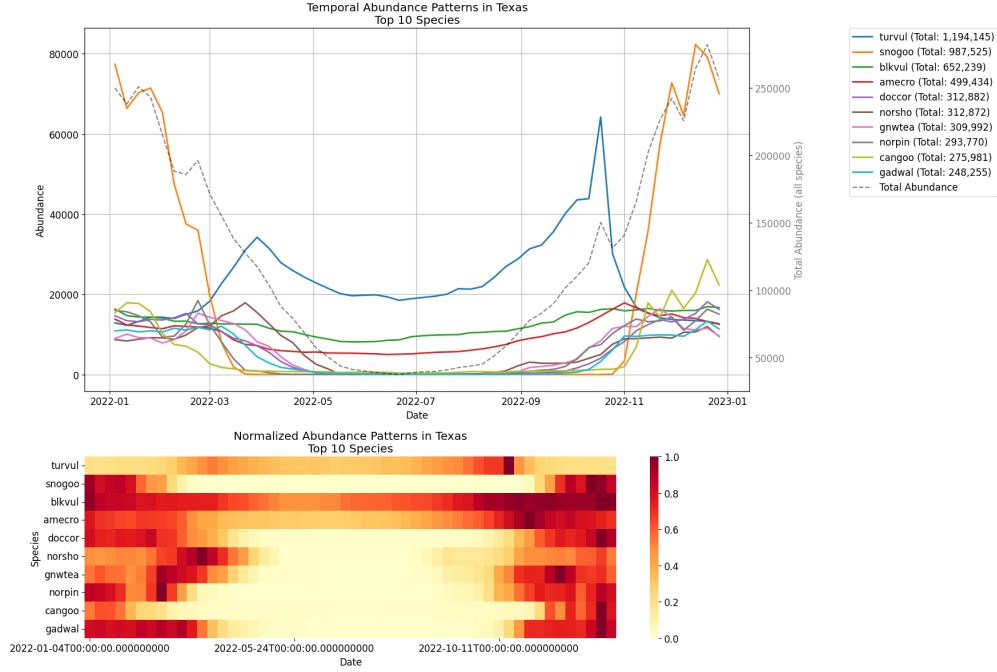 Temporal Abundance Patterns in Texas
Top 10 Species
80000
60000
40000
20000
0
Abundance
250000
200000
150000
100000
50000
Total Abundance (all species)
2022-01
2022-03
2022-05
2022-07
2022-09
2022-11
2023-01
Date
turvul (Total: 1,194,145)
snogoo (Total: 987,525)
blkvul (Total: 652,239)
amecro (Total: 499,434)
doccor (Total: 312,882)
norsho (Total: 312,872)
gnwtea (Total: 309,992)
norpin (Total: 293,770)
cangoo (Total: 275,981)
gadwal (Total: 248,255)
Total Abundance
Normalized Abundance Patterns in Texas
Top 10 Species
turvul
snogoo
blkvul
amecro
doccor
norsho
gnwtea
norpin
cangoo
gadwal
Species
2022-01-04T00:00:00.000000000
2022-05-24T00:00:00.000000000
2022-10-11T00:00:00.000000000
Date
1.0
0.8
0.6
0.4
0.2
0.0